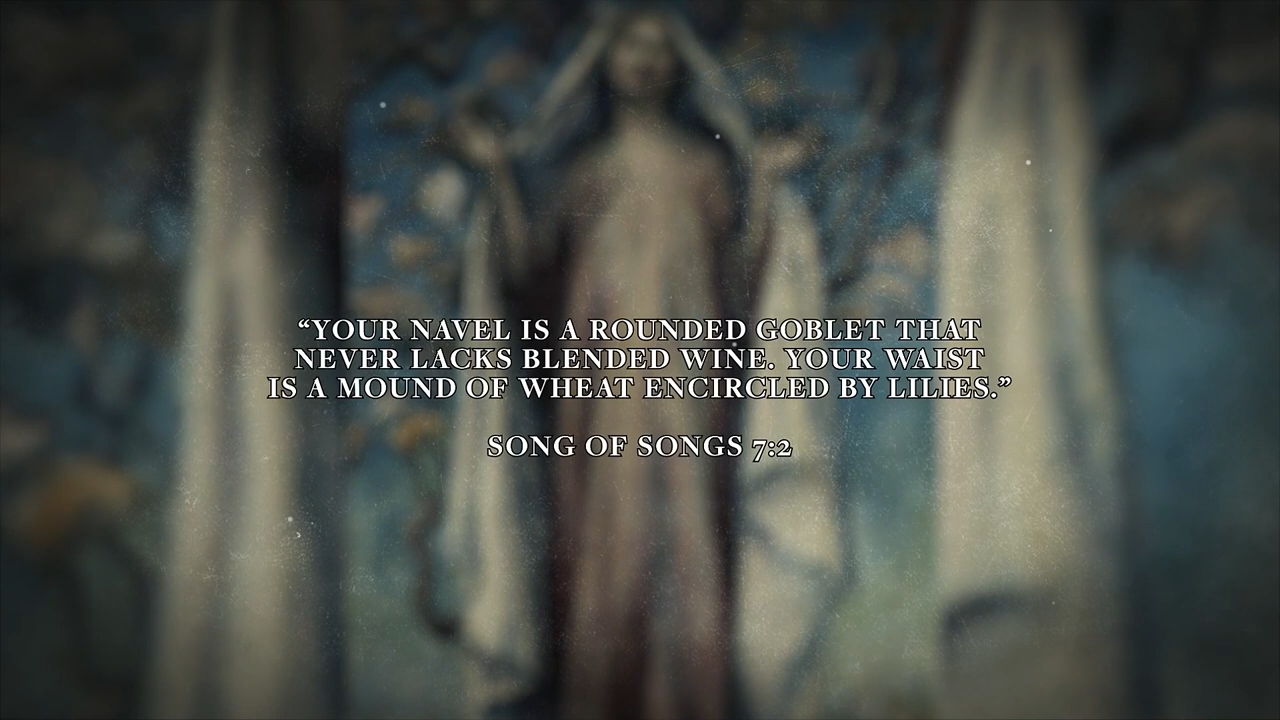 “YOUR NAVEL IS A ROUNDED GOBLET THAT
NEVER LACKS BLENDED WINE. YOUR WAIST
IS A MOUND OF WHEAT ENCIRCLED BY LILIES.”
SONG OF SONGS 7:2